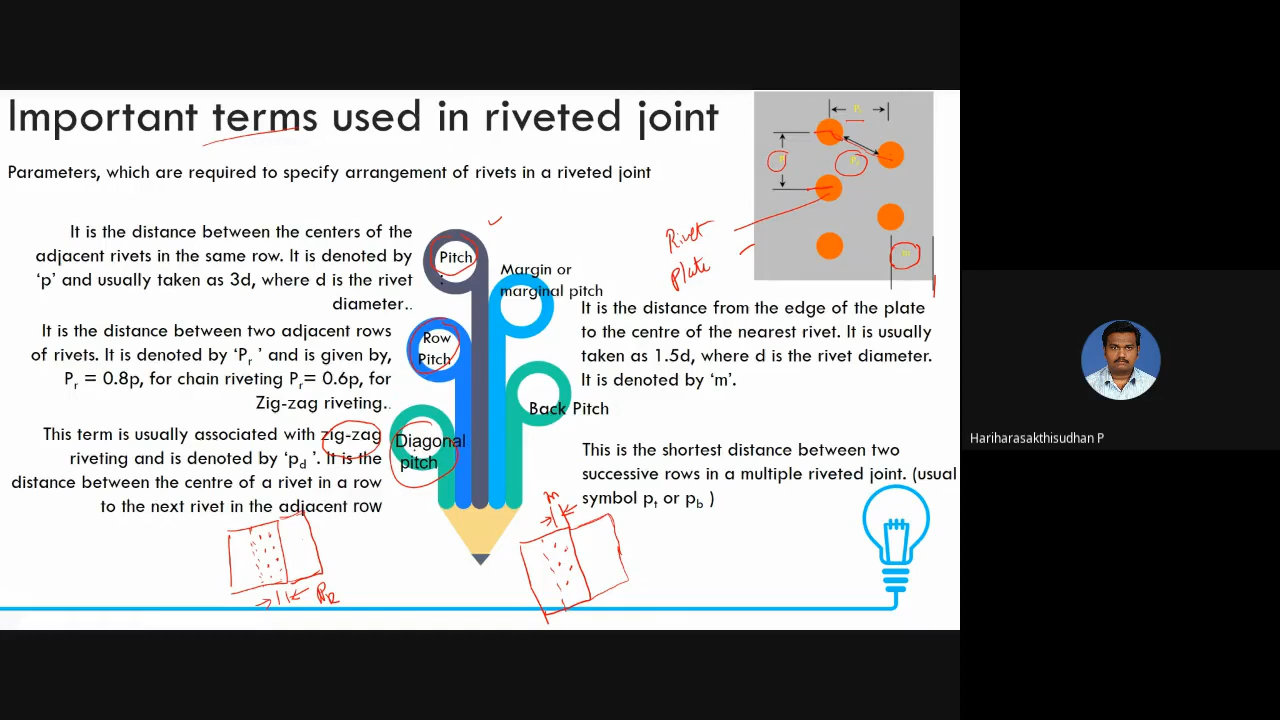 Important terms used in riveted joint
Parameters, which are required to specify arrangement of rivets in a riveted joint
It is the distance between the centers of the
adjacent rivets in the same row. It is denoted by
‘p’ and usually taken as 3d, where d is the rivet
diameter..
Pitch
:
It is the distance between two adjacent rows
of rivets. It is denoted by ‘Pr ’ and is given by,
Pr = 0.8p, for chain riveting Pr= 0.6p, for
Zig-zag riveting..
Row
Pitch
This term is usually associated with zig-zag
riveting and is denoted by ‘pd ’. It is the
distance between the centre of a rivet in a row
to the next rivet in the adjacent row
Diagonal
pitch
Margin or
marginal pitch
It is the distance from the edge of the plate
to the centre of the nearest rivet. It is usually
taken as 1.5d, where d is the rivet diameter.
It is denoted by ‘m’.
Back Pitch
This is the shortest distance between two
successive rows in a multiple riveted joint. (usual
symbol pt or pb )
Rivet
plate
m
PR
m
Hariharasakthisudhan P